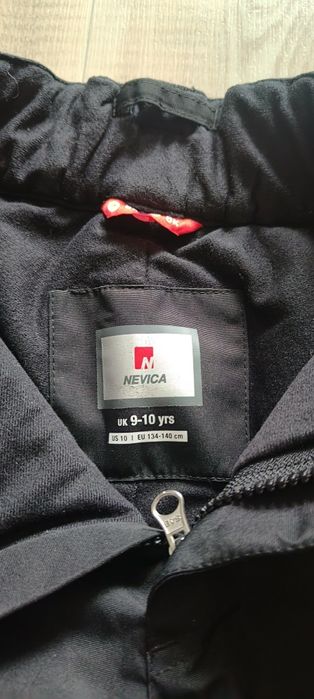 N
NEVICA
UK 9-10 yrs
US 10 | EU 134-140 cm